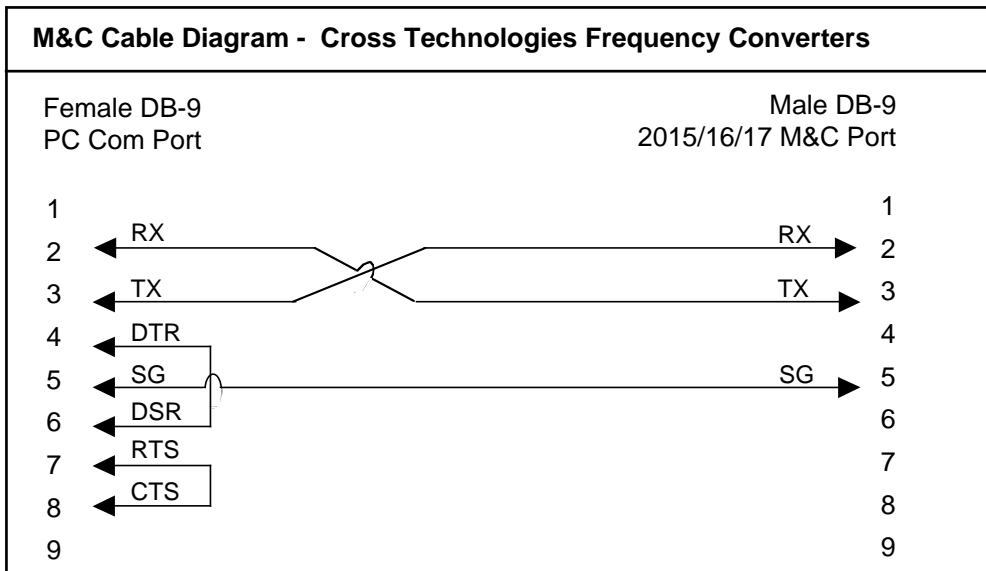 M&C Cable Diagram - Cross Technologies Frequency Converters
Female DB-9
PC Com Port
Male DB-9
2015/16/17 M&C Port
1 1
2 RX RX 2
3 TX TX 3
4 DTR 4
5 SG SG 5
6 DSR 6
7 RTS 7
8 CTS 8
9 9